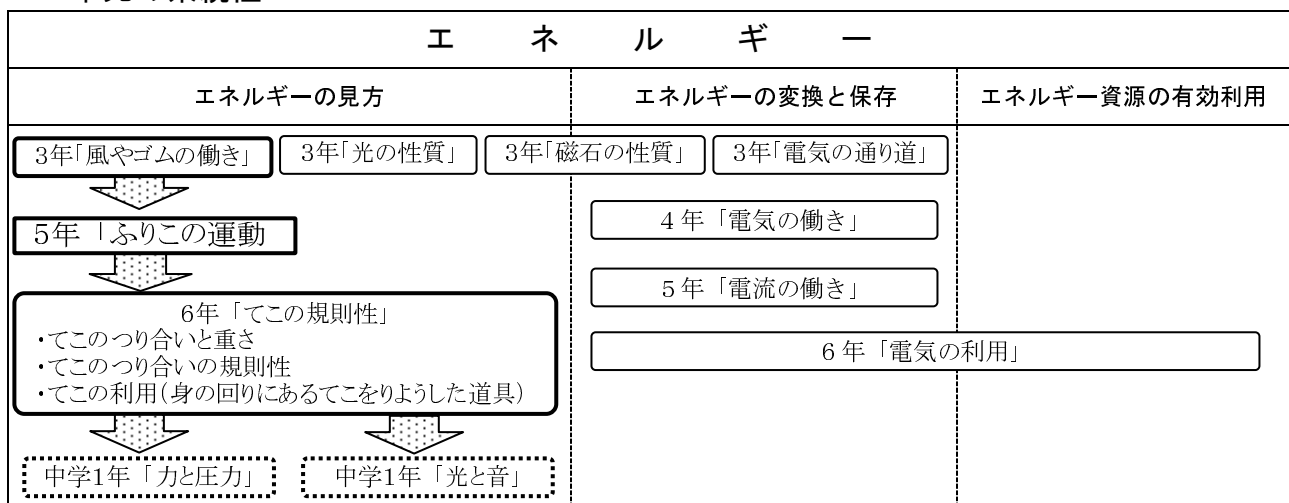 エネルギー
エネルギーの見方
エネルギーの変換と保存
エネルギー資源の有効利用
3年「風やゴムの働き」
3年「光の性質」
3年「磁石の性質」
3年「電気の通り道」
5年「ふりこの運動
4年「電気の働き」
5年「電流の働き」
6年「てこの規則性」
・てこのつり合いと重さ
・てこのつり合いの規則性
・てこの利用(身の回りにあるてこをりようした道具)
6年「電気の利用」
中学1年「力と圧力」
中学1年「光と音」